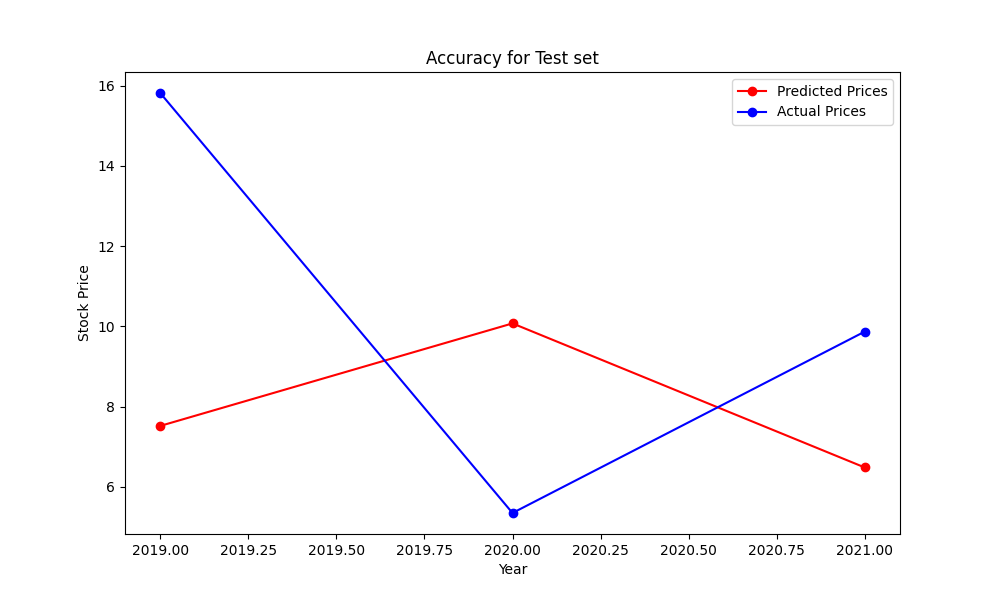 Accuracy for Test set
Predicted Prices
Actual Prices
16
14
12
10
8
6
Stock Price
2019.00 2019.25 2019.50 2019.75 2020.00 2020.25 2020.50 2020.75 2021.00
Year